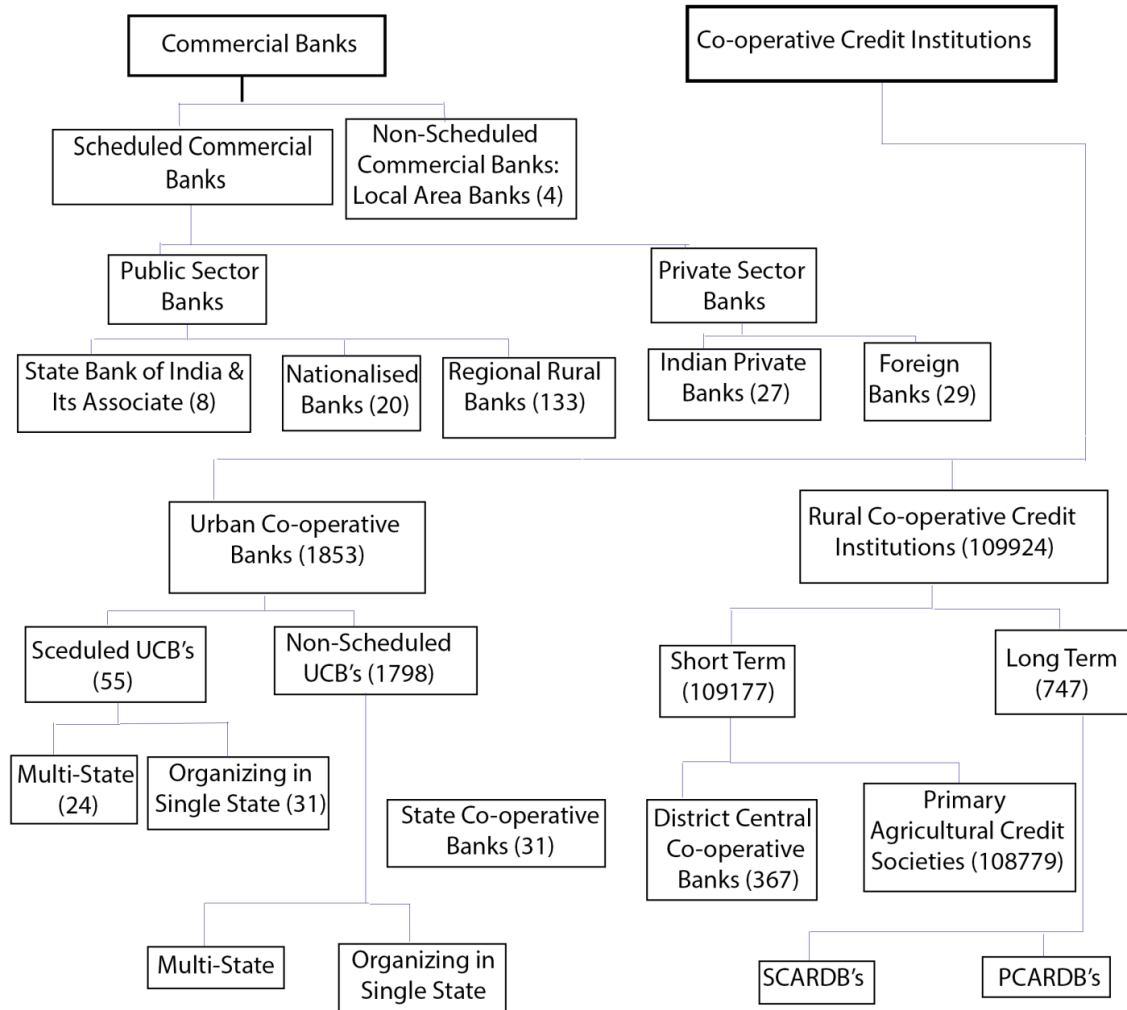 Commercial Banks
Co-operative Credit Institutions
Scheduled Commercial
Banks
Non-Scheduled
Commercial Banks:
Local Area Banks (4)
Public Sector
Banks
Private Sector
Banks
State Bank of India &
Its Associate (8)
Nationalised
Banks (20)
Regional Rural
Banks (133)
Indian Private
Banks (27)
Foreign
Banks (29)
Urban Co-operative
Banks (1853)
Rural Co-operative Credit
Institutions (109924)
Sceduled UCB's
(55)
Non-Scheduled
UCB's (1798)
Short Term
(109177)
Long Term
(747)
Multi-State
(24)
Organizing in
Single State (31)
State Co-operative
Banks (31)
District Central
Co-operative
Banks (367)
Primary
Agricultural Credit
Societies (108779)
Multi-State
Organizing in
Single State
SCARDB's
PCARDB's